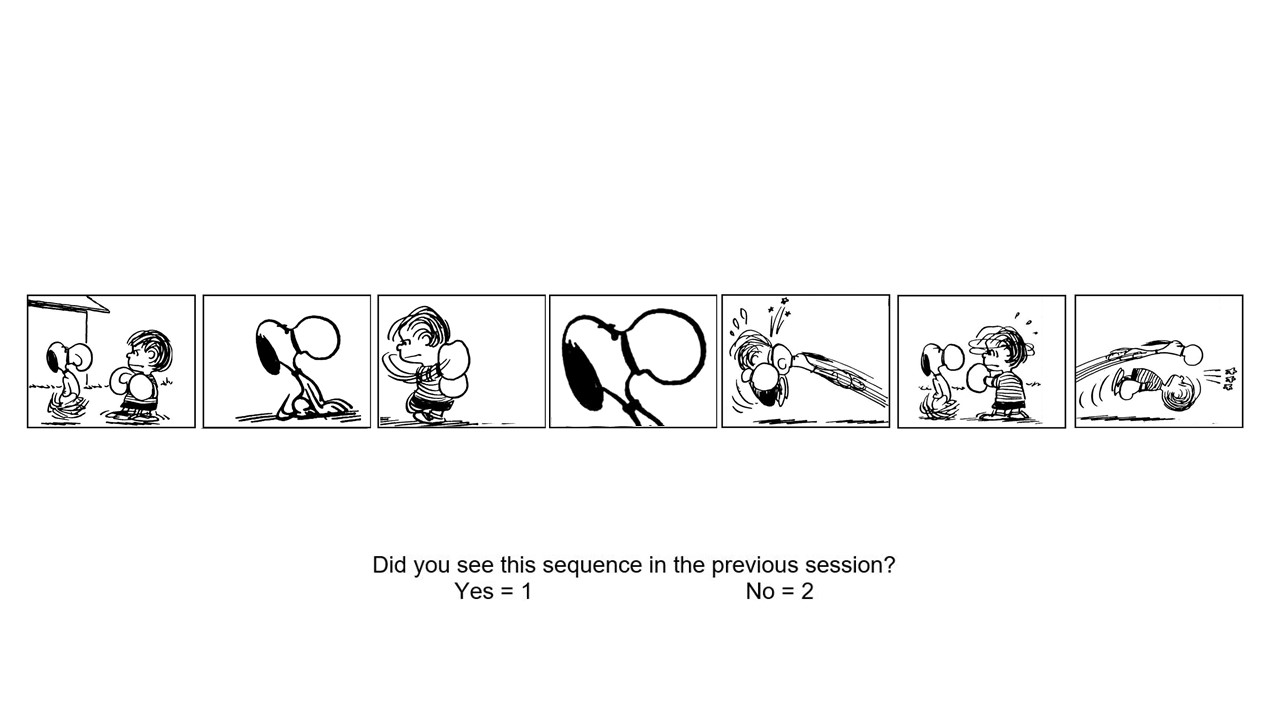 Did you see this sequence in the previous session?
Yes = 1 No = 2